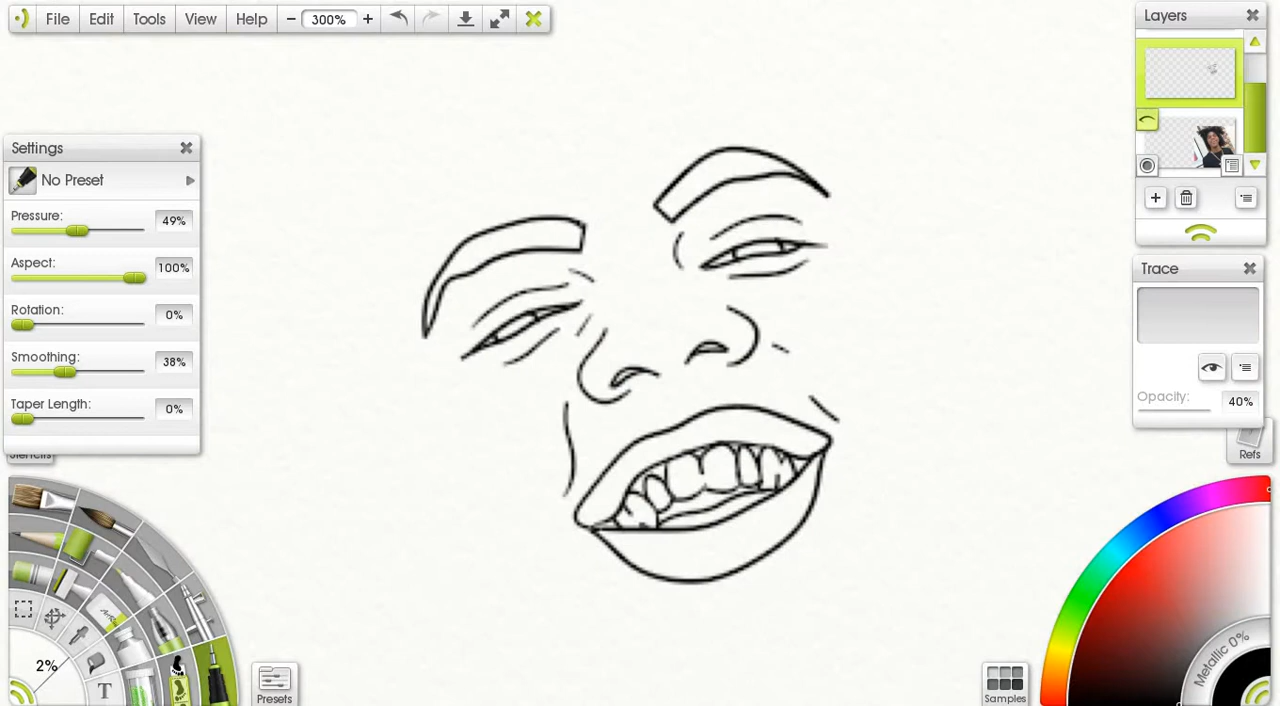 File Edit Tools View Help − 300% +
Layers
Settings
No Preset
Pressure: 49%
Aspect: 100%
Rotation: 0%
Smoothing: 38%
Taper Length: 0%
Trace
Opacity: 40%
Stencils
Refs
2%
T
Presets
Samples
Metallic 0%